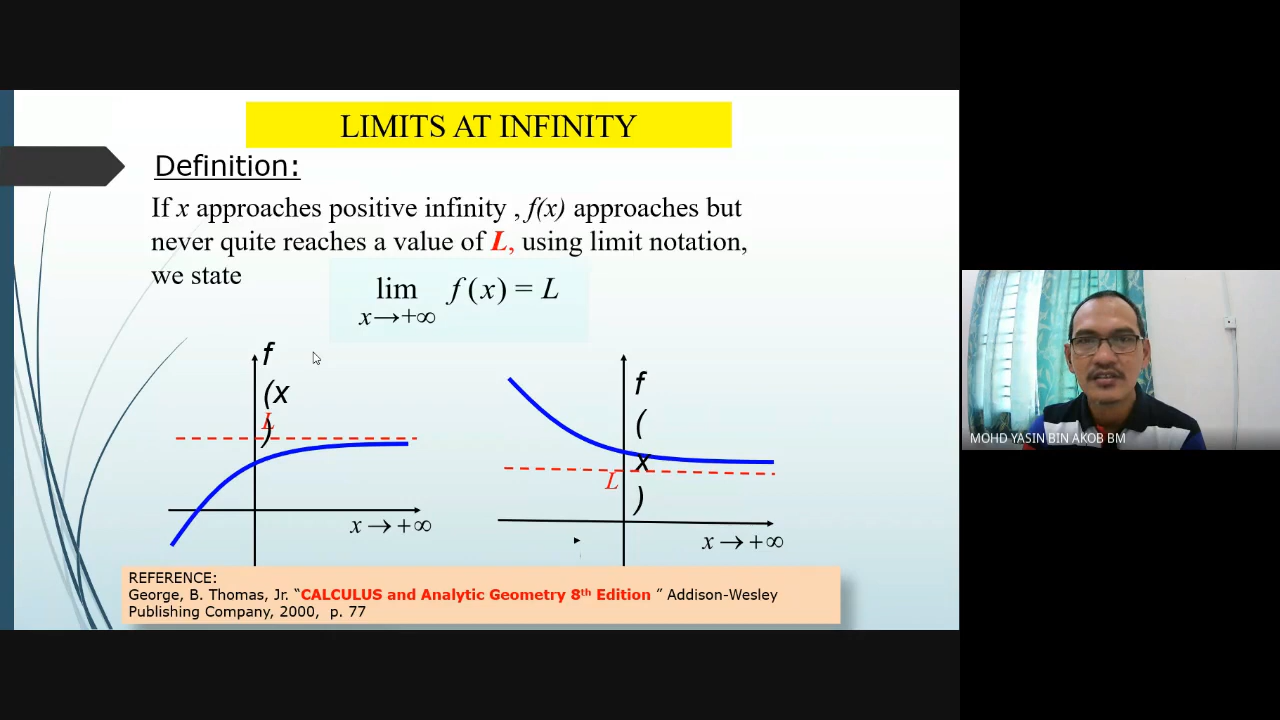 LIMITS AT INFINITY
Definition:
If x approaches positive infinity , f(x) approaches but
never quite reaches a value of L, using limit notation,
we state
lim f(x) = L
x→+∞
f
(x
)
L
x → +∞
f
(
x
)
L
x → +∞
REFERENCE:
George, B. Thomas, Jr. “CALCULUS and Analytic Geometry 8th Edition ” Addison-Wesley
Publishing Company, 2000, p. 77
MOHD YASIN BIN AKOB BM